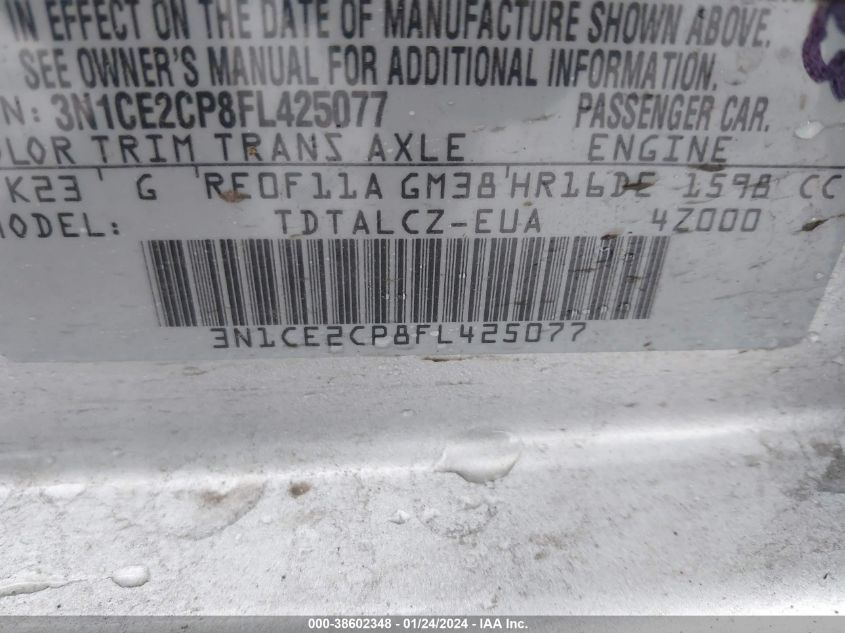 IN EFFECT ON THE DATE OF MANUFACTURE SHOWN ABOVE.
SEE OWNER'S MANUAL FOR ADDITIONAL INFORMATION.
N: 3N1CE2CP8FL425077 PASSENGER CAR.
OLOR TRIM TRANS AXLE ENGINE
K23 G RE0F11A GM38 HR16DE 1598 CC
MODEL: TDTALCZ-EUA 4Z000
3N1CE2CP8FL425077
000-38602348 - 01/24/2024 - IAA Inc.